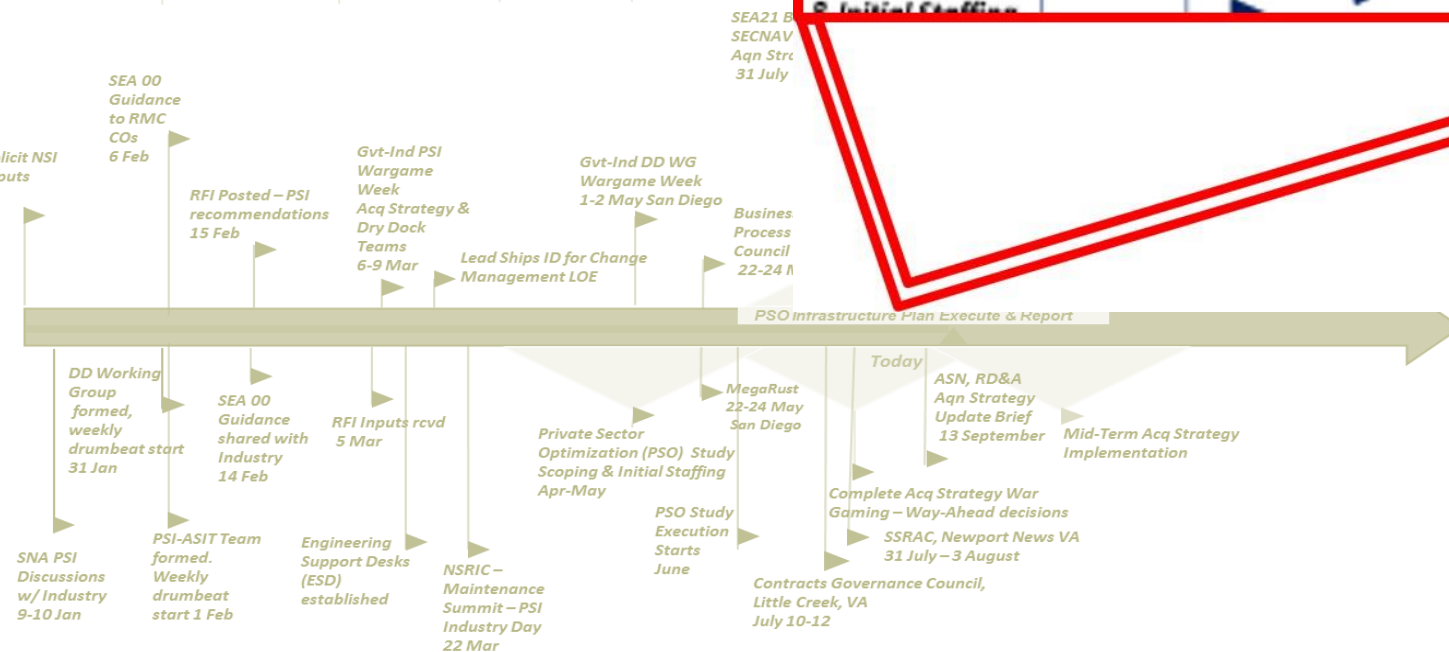 SEA21 B
SECNAV
Aqn Stra
31 July
& Initial Staffing
SEA 00
Guidance
to RMC
COs
6 Feb
licit NSI
puts
RFI Posted – PSI
recommendations
15 Feb
Gvt-Ind PSI
Wargame
Week
Acq Strategy &
Dry Dock
Teams
6-9 Mar
Lead Ships ID for Change
Management LOE
Gvt-Ind DD WG
Wargame Week
1-2 May San Diego
Busines
Process
Council
22-24 M
PSO Infrastructure Plan Execute & Report
Today
DD Working
Group
formed,
weekly
drumbeat start
31 Jan
SEA 00
Guidance
shared with
Industry
14 Feb
RFI Inputs rcvd
5 Mar
Private Sector
Optimization (PSO) Study
Scoping & Initial Staffing
Apr-May
MegaRust
22-24 May
San Diego
ASN, RD&A
Aqn Strategy
Update Brief
13 September
Mid-Term Acq Strategy
Implementation
SNA PSI
Discussions
w/ Industry
9-10 Jan
PSI-ASIT Team
formed.
Weekly
drumbeat
start 1 Feb
Engineering
Support Desks
(ESD)
established
NSRIC –
Maintenance
Summit – PSI
Industry Day
22 Mar
PSO Study
Execution
Starts
June
Complete Acq Strategy War
Gaming – Way-Ahead decisions
SSRAC, Newport News VA
31 July – 3 August
Contracts Governance Council,
Little Creek, VA
July 10-12